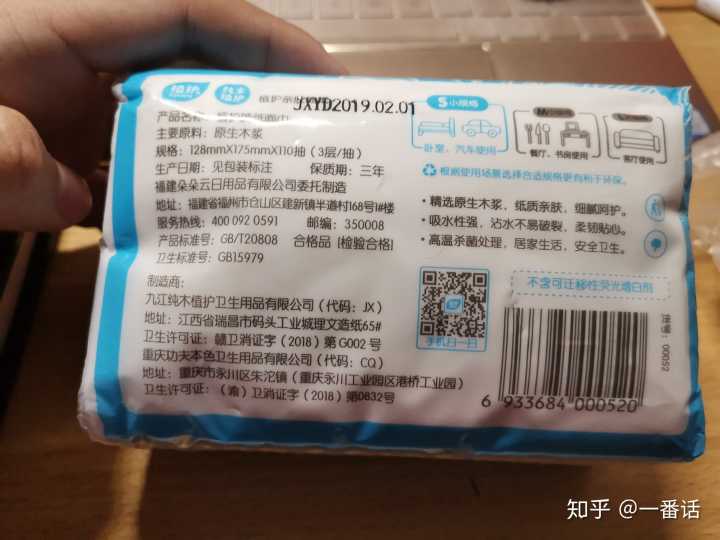 植护
纯木
植护
JXYD2019.02.01
产品名称:
主要原料: 原生木浆
规格: 128mmX175mmX110抽 (3层/抽)
生产日期: 见包装标注 保质期: 三年
福建朵朵云日用品有限公司委托制造
地址: 福建省福州市仓山区建新镇半道村168号1#楼
服务热线: 400 092 0591 邮编: 350008
产品标准号: GB/T20808 合格品 [检验合格]
卫生标准号: GB15979
制造商:
九江纯木植护卫生用品有限公司 (代码: JX)
地址: 江西省瑞昌市码头工业城理文造纸65#
卫生许可证: 赣卫消证字 (2018) 第G002号
重庆功夫本色卫生用品有限公司 (代码: CQ)
地址: 重庆市永川区朱沱镇 (重庆永川工业园区港桥工业园)
卫生许可证: (渝) 卫消证字 (2018) 第0832号
S小规格
卧室、汽车使用
餐厅、书房使用
客厅使用
根据使用场景选择合适规格更有利于环保。
·精选原生木浆, 纸质亲肤, 细腻呵护。
·吸水性强, 沾水不易破裂, 柔韧贴心。
·高温杀菌处理, 居家生活, 安全卫生。
不含可迁移性荧光增白剂
手机扫一扫
00052
6 933684 000520
知乎 @一番话